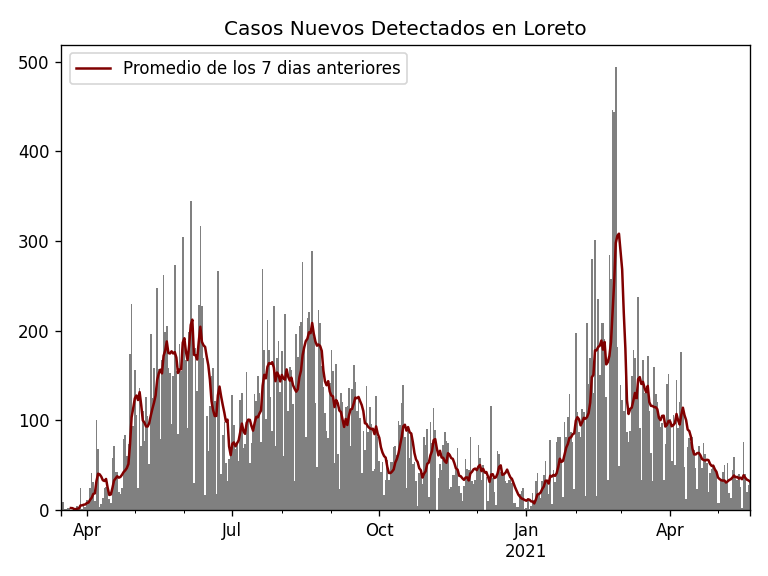 Casos Nuevos Detectados en Loreto
Promedio de los 7 dias anteriores
500
400
300
200
100
0
Apr
Jul
Oct
Jan
2021
Apr